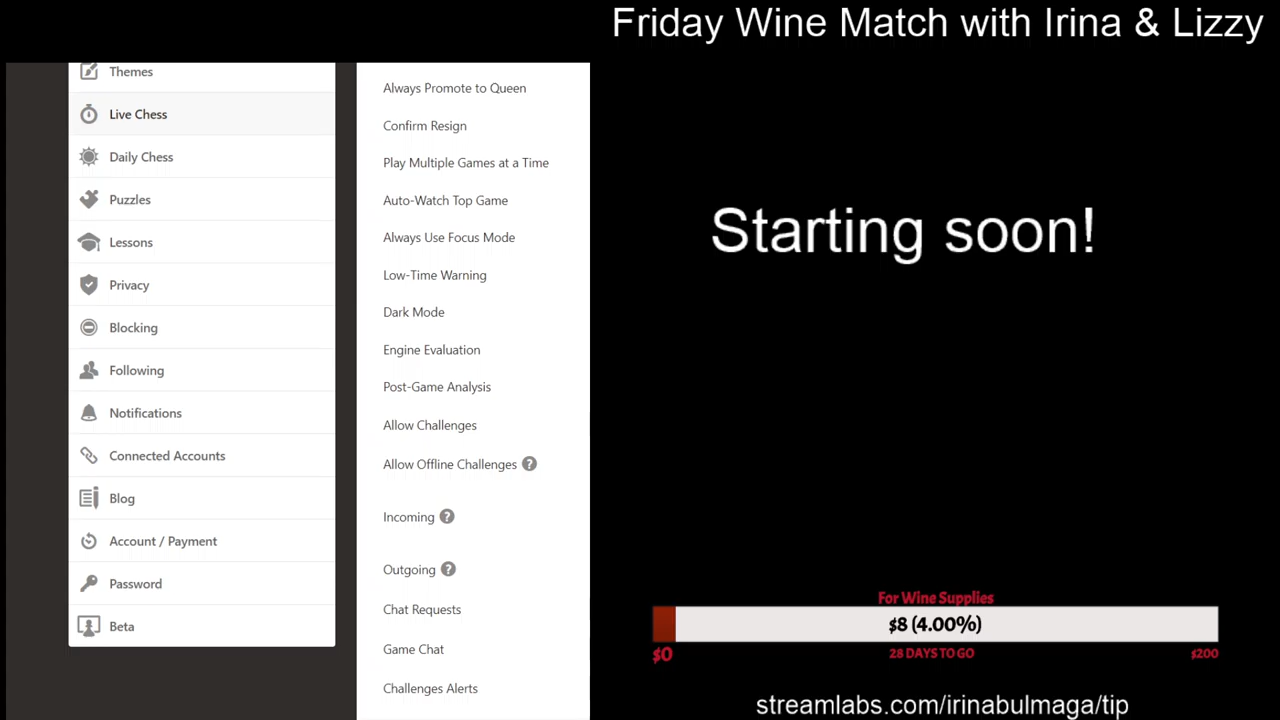 Friday Wine Match with Irina & Lizzy
Themes
Live Chess
Daily Chess
Puzzles
Lessons
Privacy
Blocking
Following
Notifications
Connected Accounts
Blog
Account / Payment
Password
Beta
Always Promote to Queen
Confirm Resign
Play Multiple Games at a Time
Auto-Watch Top Game
Always Use Focus Mode
Low-Time Warning
Dark Mode
Engine Evaluation
Post-Game Analysis
Allow Challenges
Allow Offline Challenges ?
Incoming ?
Outgoing ?
Chat Requests
Game Chat
Challenges Alerts
Starting soon!
For Wine Supplies
$8 (4.00%)
$0 28 DAYS TO GO $200
streamlabs.com/irinabulmaga/tip